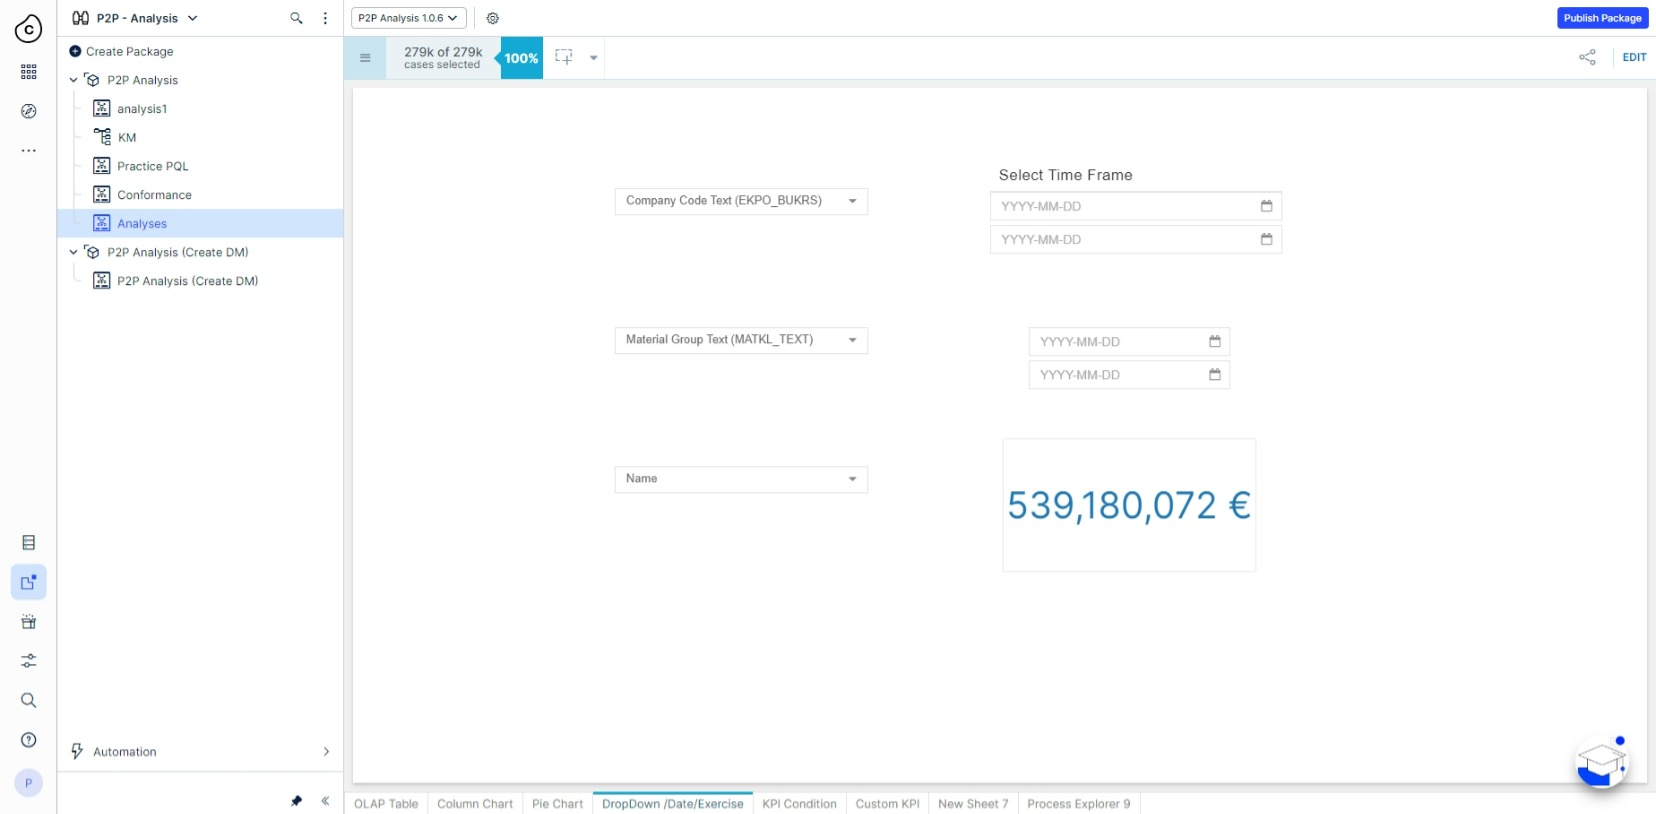 P2P - Analysis
P2P Analysis 1.0.6
Publish Package
Create Package
P2P Analysis
analysis1
KM
Practice PQL
Conformance
Analyses
P2P Analysis (Create DM)
P2P Analysis (Create DM)
Automation
P
279k of 279k
cases selected
100%
EDIT
Company Code Text (EKPO_BUKRS)
Select Time Frame
YYYY-MM-DD
YYYY-MM-DD
Material Group Text (MATKL_TEXT)
YYYY-MM-DD
YYYY-MM-DD
Name
539,180,072 €
OLAP Table
Column Chart
Pie Chart
DropDown /Date/Exercise
KPI Condition
Custom KPI
New Sheet 7
Process Explorer 9